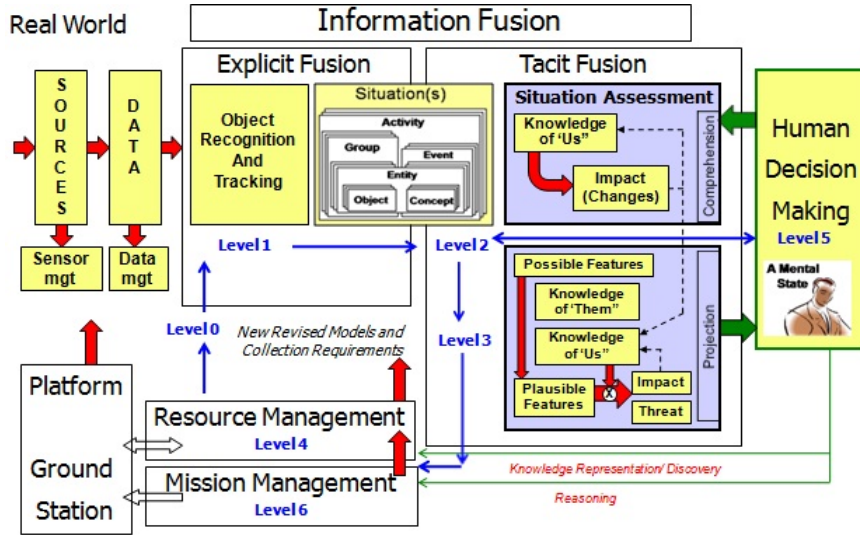 Real World
Information Fusion
Explicit Fusion
Tacit Fusion
SOURCES
DATA
Object
Recognition
And
Tracking
Situation(s)
Activity
Group
Event
Entity
Object
Concept
Situation Assessment
Knowledge
of ‘Us”
Impact
(Changes)
Comprehension
Human
Decision
Making
Level 5
A Mental
State
Sensor
mgt
Data
mgt
Level 1
Level 2
Possible Features
Knowledge
of ‘Them”
Knowledge
of ‘Us”
Plausible
Features
X
Impact
Threat
Projection
Level 0
New Revised Models and
Collection Requirements
Level 3
Platform
Ground
Station
Resource Management
Level 4
Mission Management
Level 6
Knowledge Representation/ Discovery
Reasoning